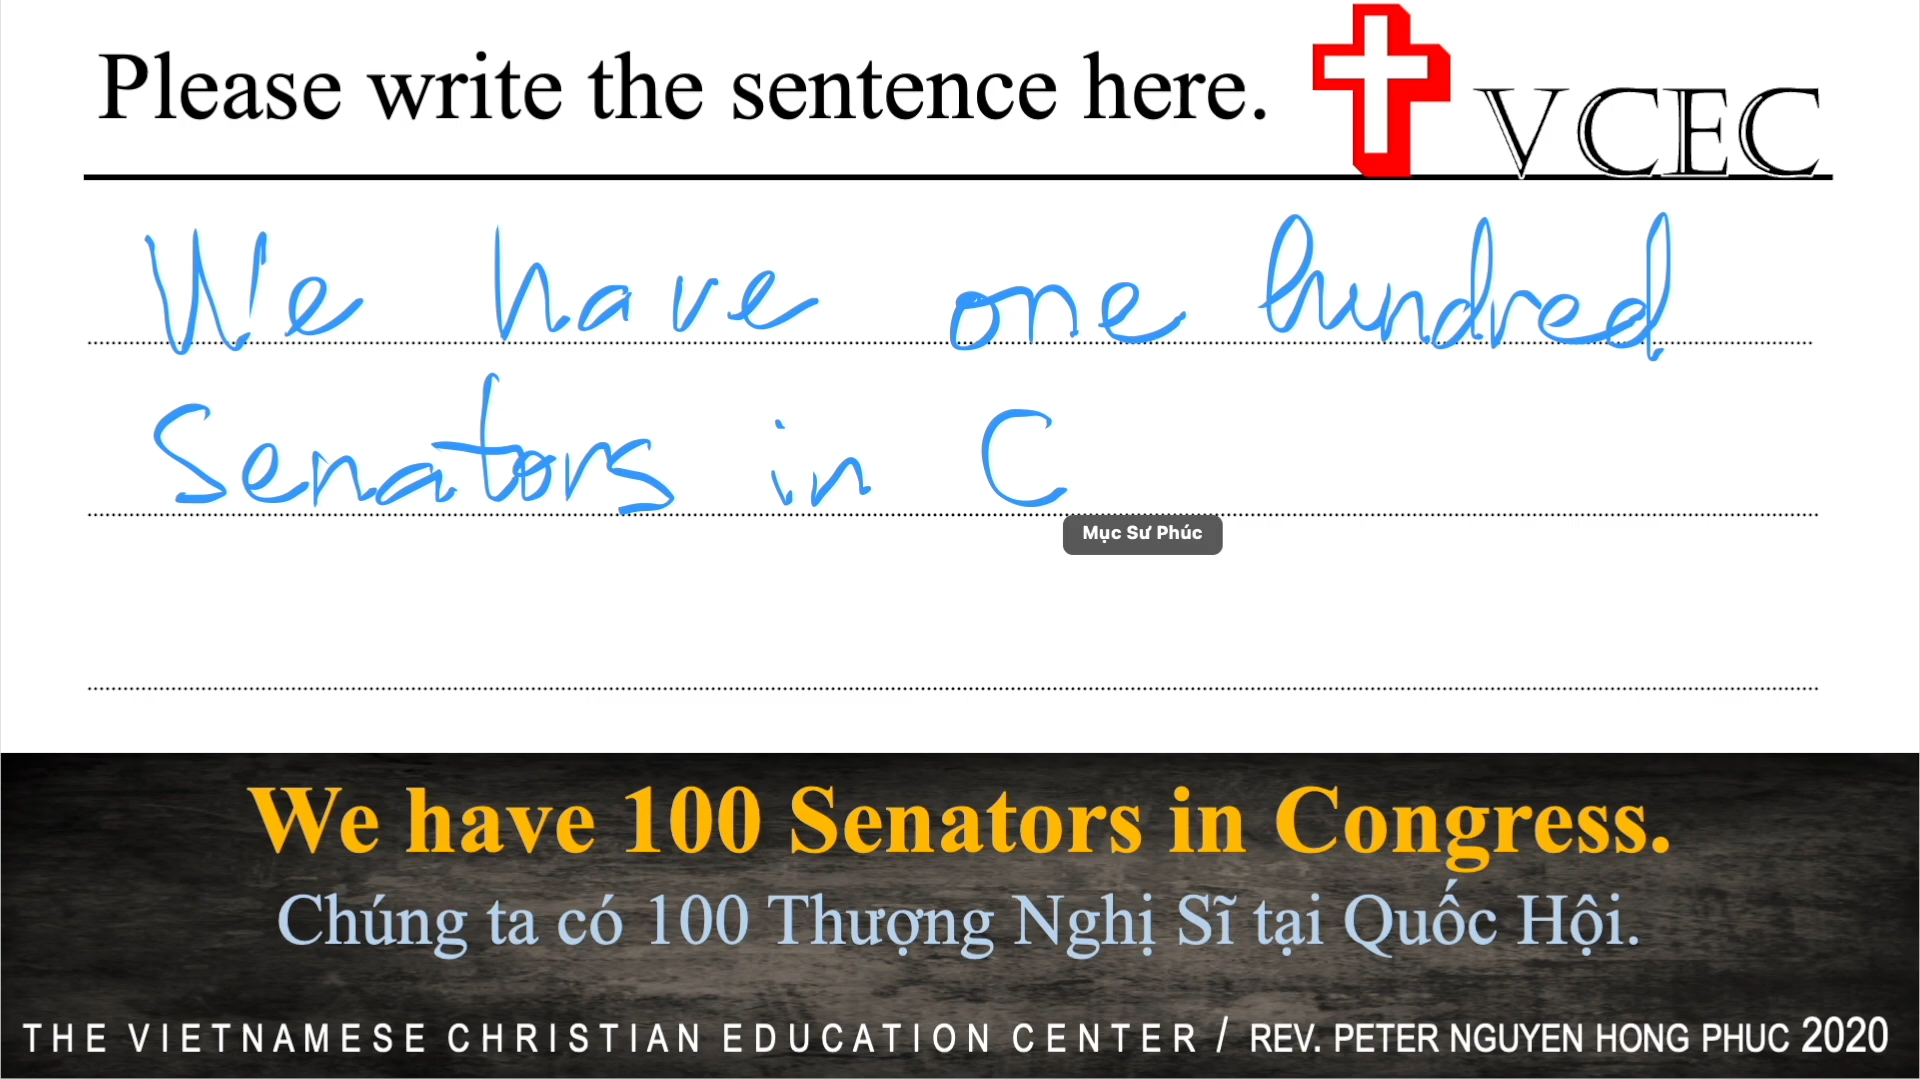 Please write the sentence here.
VCEC
We have one hundred
Senators in C
Mục Sư Phúc
We have 100 Senators in Congress.
Chúng ta có 100 Thượng Nghị Sĩ tại Quốc Hội.
THE VIETNAMESE CHRISTIAN EDUCATION CENTER / REV. PETER NGUYEN HONG PHUC 2020